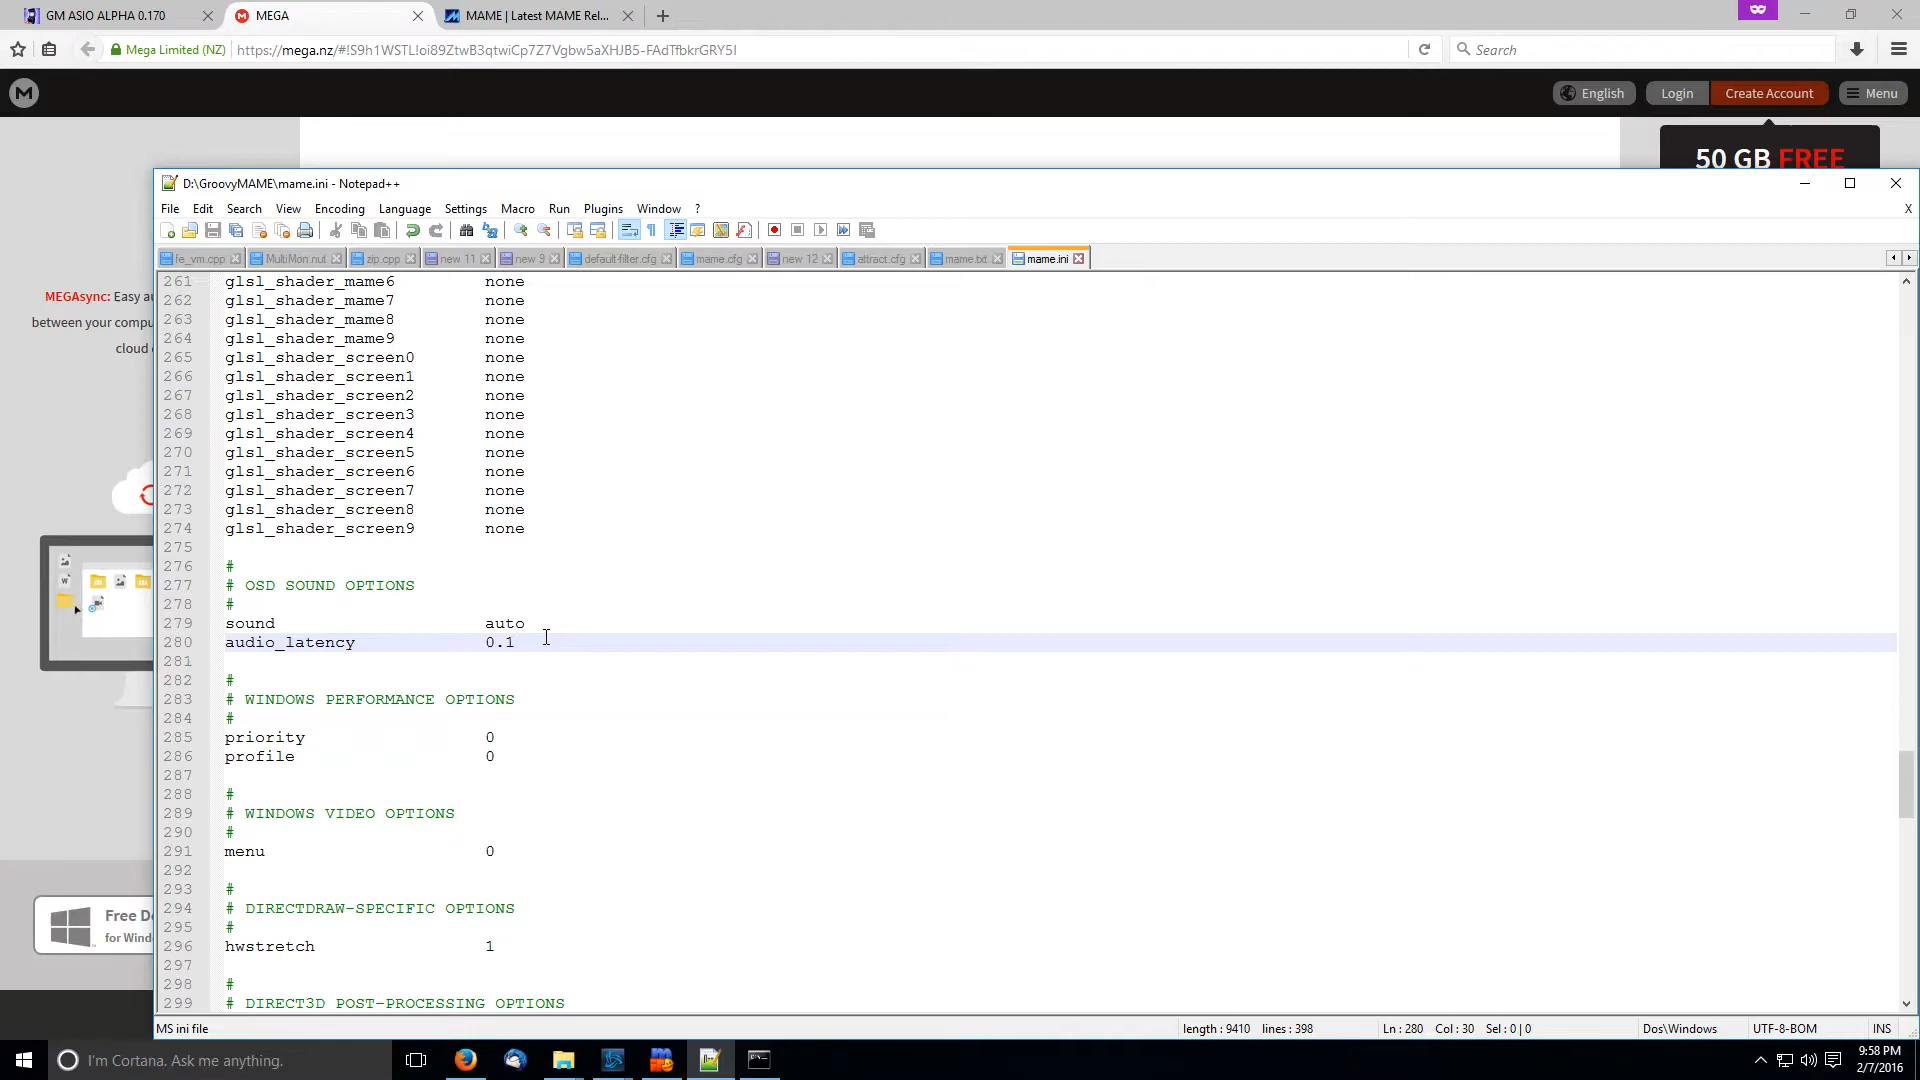 GM ASIO ALPHA 0.170
MEGA
MAME | Latest MAME Rel...
Mega Limited (NZ)
https://mega.nz/#!S9h1WSTL!oi89ZtwB3qtwiCp7Z7Vgbw5aXHJB5-FAdTfbkrGRY5I
Search
M
English
Login
Create Account
Menu
50 GB FREE
MEGAsync: Easy au
between your compu
cloud
Free Do
for Wind
D:\GroovyMAME\mame.ini - Notepad++
File Edit Search View Encoding Language Settings Macro Run Plugins Window ? X
fe_vm.cpp MultiMon.nut zip.cpp new 11 new 9 default-filter.cfg mame.cfg new 12 attract.cfg mame.txt mame.ini
261 glsl_shader_mame6 none
262 glsl_shader_mame7 none
263 glsl_shader_mame8 none
264 glsl_shader_mame9 none
265 glsl_shader_screen0 none
266 glsl_shader_screen1 none
267 glsl_shader_screen2 none
268 glsl_shader_screen3 none
269 glsl_shader_screen4 none
270 glsl_shader_screen5 none
271 glsl_shader_screen6 none
272 glsl_shader_screen7 none
273 glsl_shader_screen8 none
274 glsl_shader_screen9 none
275
276 #
277 # OSD SOUND OPTIONS
278 #
279 sound auto
280 audio_latency 0.1
281
282 #
283 # WINDOWS PERFORMANCE OPTIONS
284 #
285 priority 0
286 profile 0
287
288 #
289 # WINDOWS VIDEO OPTIONS
290 #
291 menu 0
292
293 #
294 # DIRECTDRAW-SPECIFIC OPTIONS
295 #
296 hwstretch 1
297
298 #
299 # DIRECT3D POST-PROCESSING OPTIONS
MS ini file length : 9410 lines : 398 Ln : 280 Col : 30 Sel : 0 | 0 Dos\Windows UTF-8-BOM INS
I'm Cortana. Ask me anything.
9:58 PM
2/7/2016